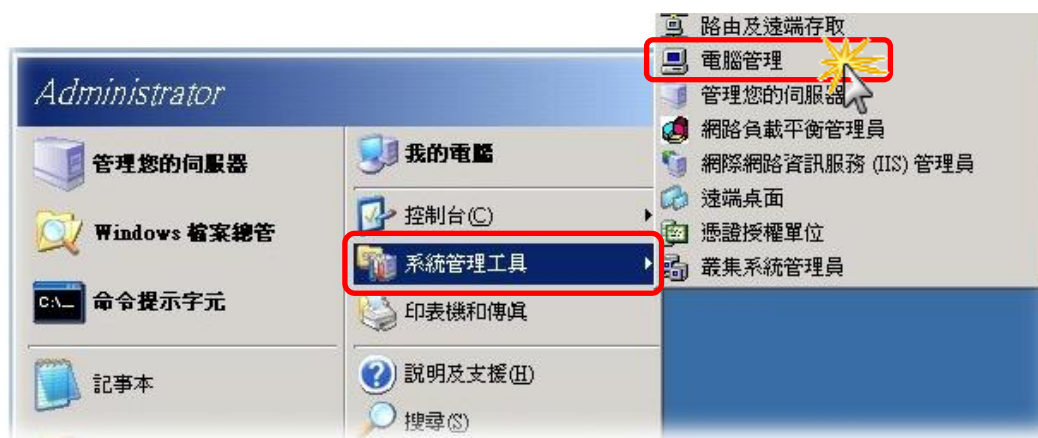 Administrator
管理您的伺服器
Windows 檔案總管
C:\_
命令提示字元
記事本
我的電腦
控制台(C)
系統管理工具
印表機和傳真
說明及支援(H)
搜尋(S)
路由及遠端存取
電腦管理
管理您的伺服器
網路負載平衡管理員
網際網路資訊服務 (IIS) 管理員
遠端桌面
憑證授權單位
叢集系統管理員